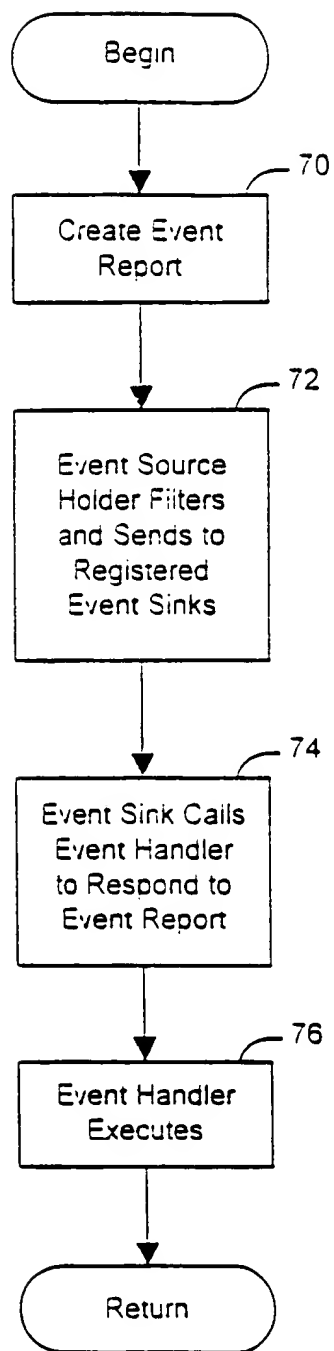 Begin
70
Create Event
Report
72
Event Source
Holder Filters
and Sends to
Registered
Event Sinks
74
Event Sink Calls
Event Handler
to Respond to
Event Report
76
Event Handler
Executes
Return